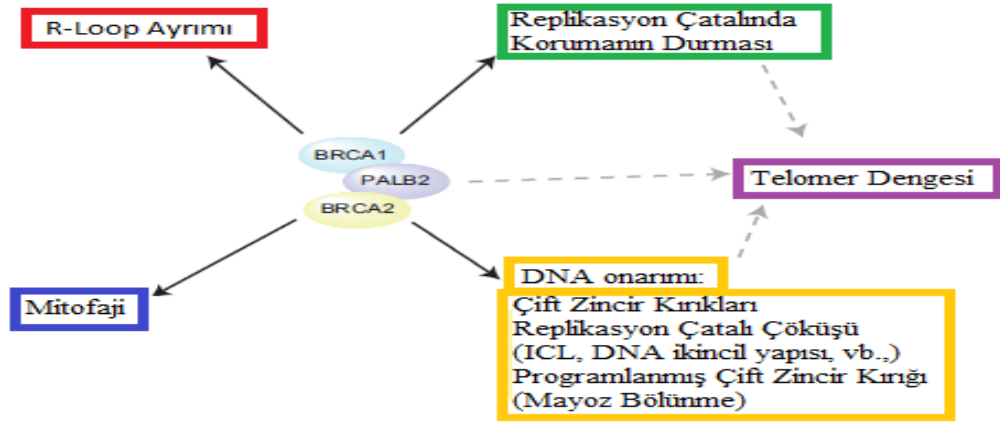 R-Loop Ayrımı
Replikasyon Çatalında
Korumanın Durması
BRCA1
PALB2
BRCA2
Telomer Dengesi
Mitofaji
DNA onarımı:
Çift Zincir Kırıkları
Replikasyon Çatalı Çöküşü
(ICL, DNA ikincil yapısı, vb.,)
Programlanmış Çift Zincir Kırığı
(Mayoz Bölünme)